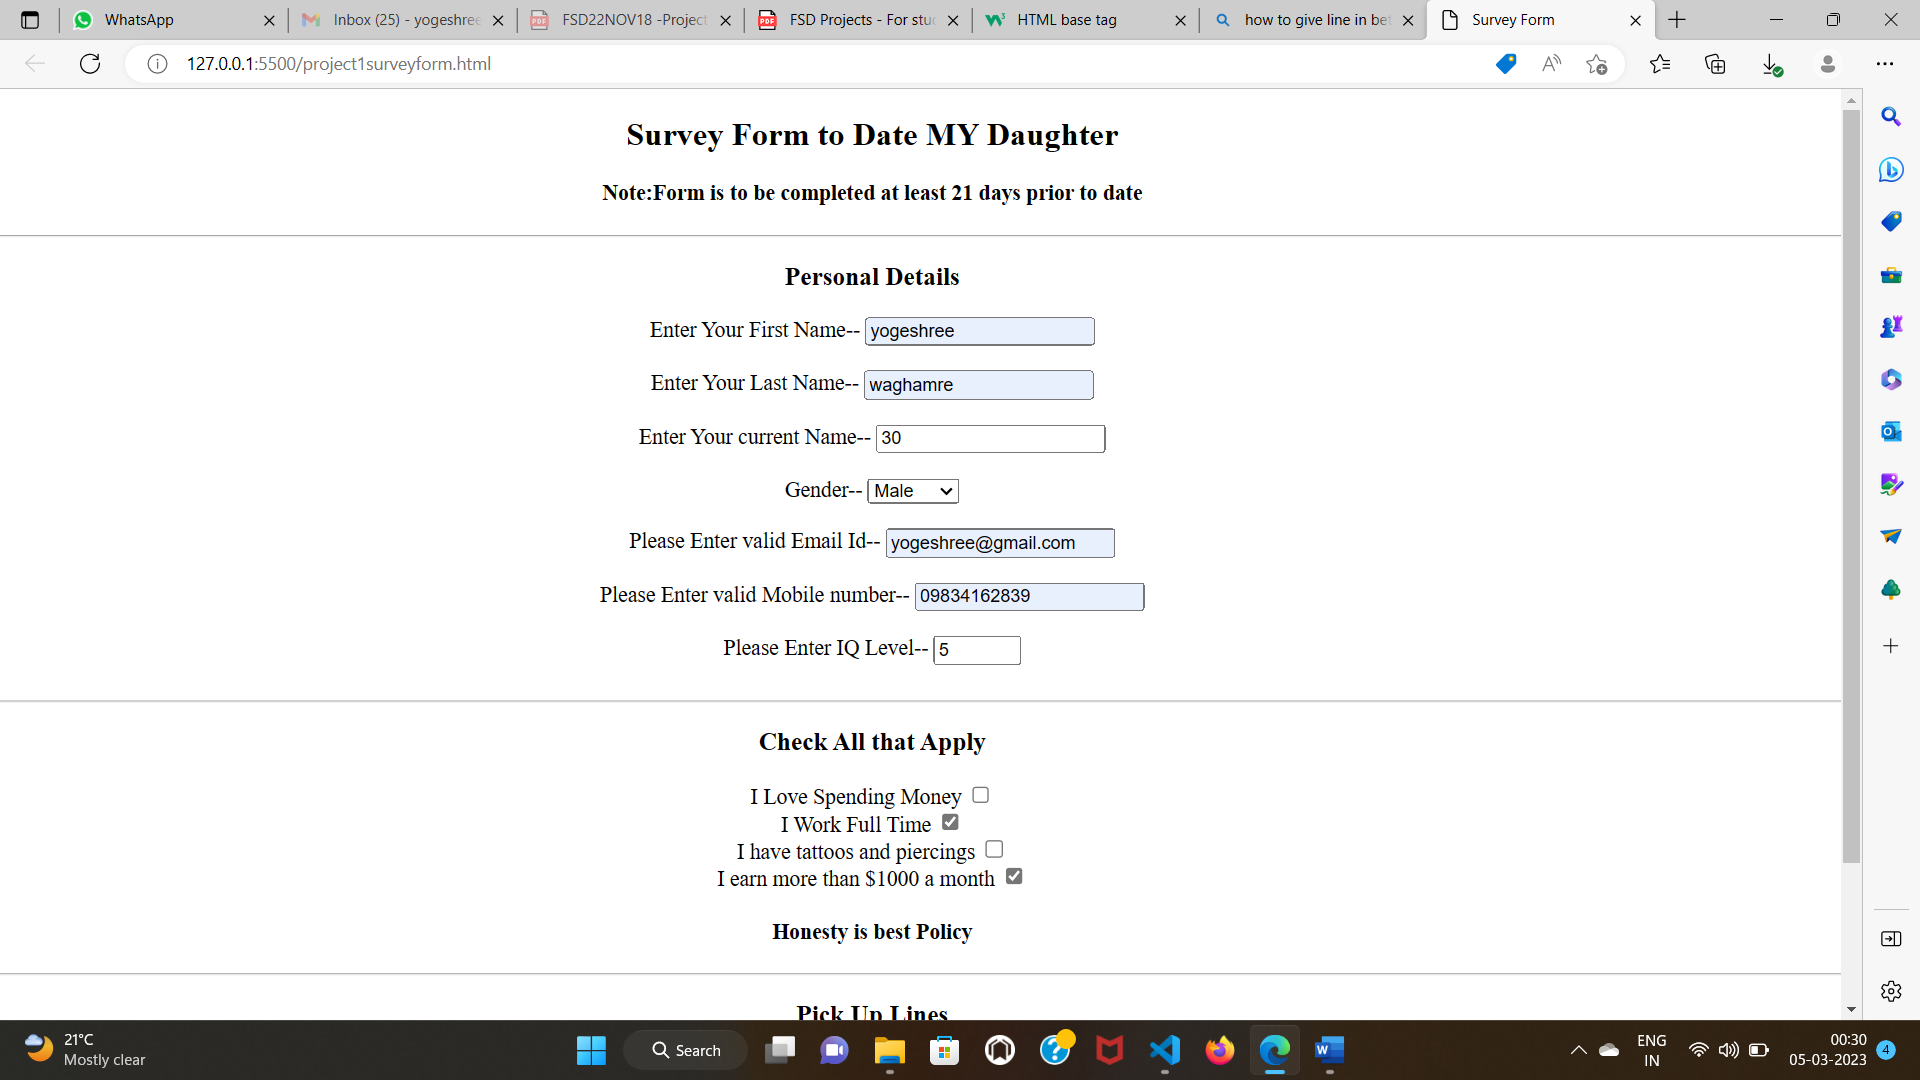 WhatsApp
Inbox (25) - yogeshree
FSD22NOV18 -Project
FSD Projects - For stu
HTML base tag
how to give line in bet
Survey Form
127.0.0.1:5500/project1surveyform.html
Survey Form to Date MY Daughter
Note:Form is to be completed at least 21 days prior to date
Personal Details
Enter Your First Name-- yogeshree
Enter Your Last Name-- waghamre
Enter Your current Name-- 30
Gender-- Male
Please Enter valid Email Id-- yogeshree@gmail.com
Please Enter valid Mobile number-- 09834162839
Please Enter IQ Level-- 5
Check All that Apply
I Love Spending Money
I Work Full Time
I have tattoos and piercings
I earn more than $1000 a month
Honesty is best Policy
Pick Up Lines
21°C
Mostly clear
Search
ENG
IN
00:30
05-03-2023
4